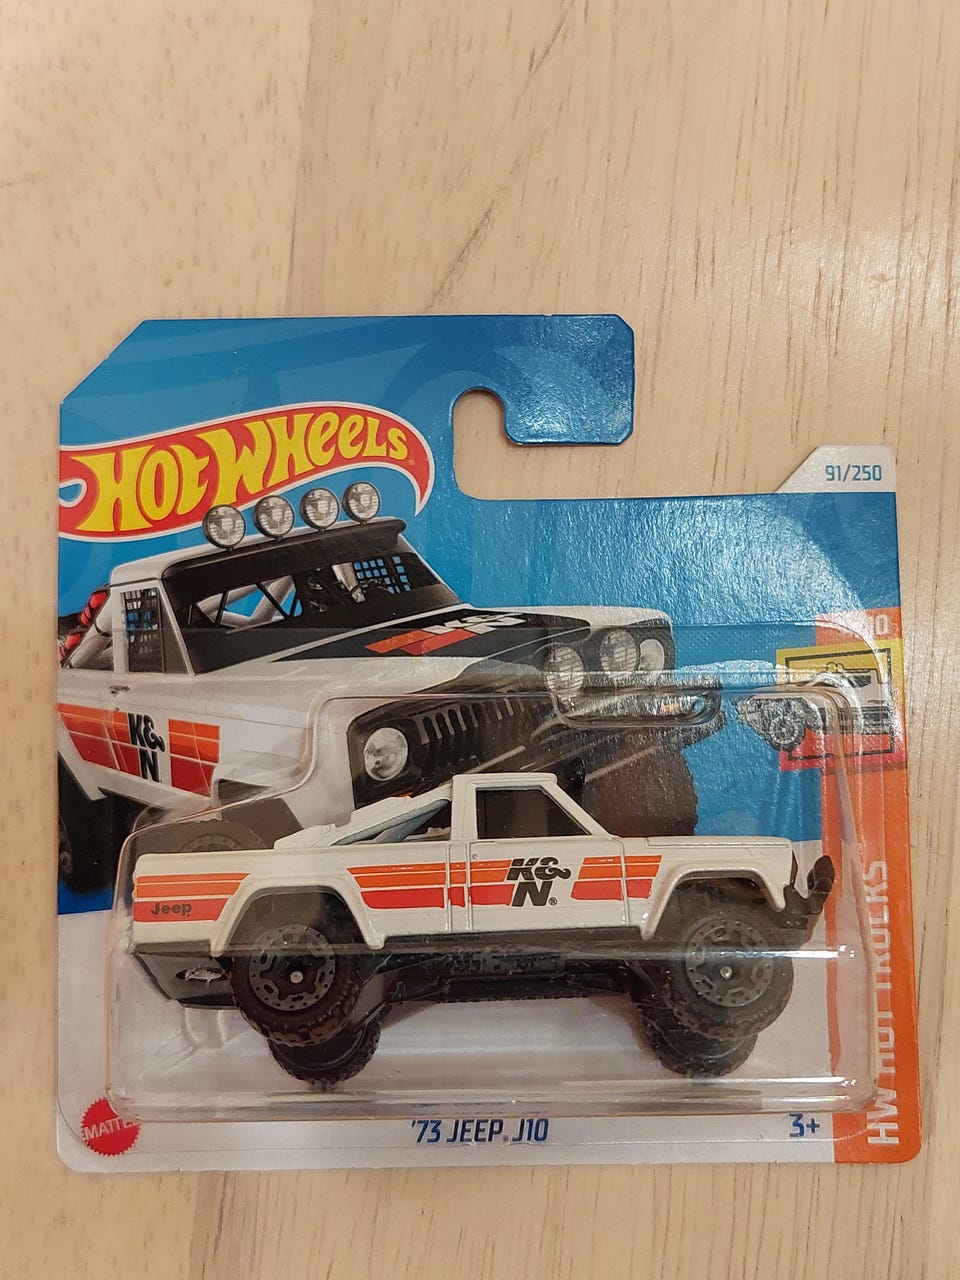 HOT WHEELS
91/250
K&N
K&
N
K&
N®
Jeep
HW HOT TRUCKS
MATTEL
'73 JEEP® J10
3+